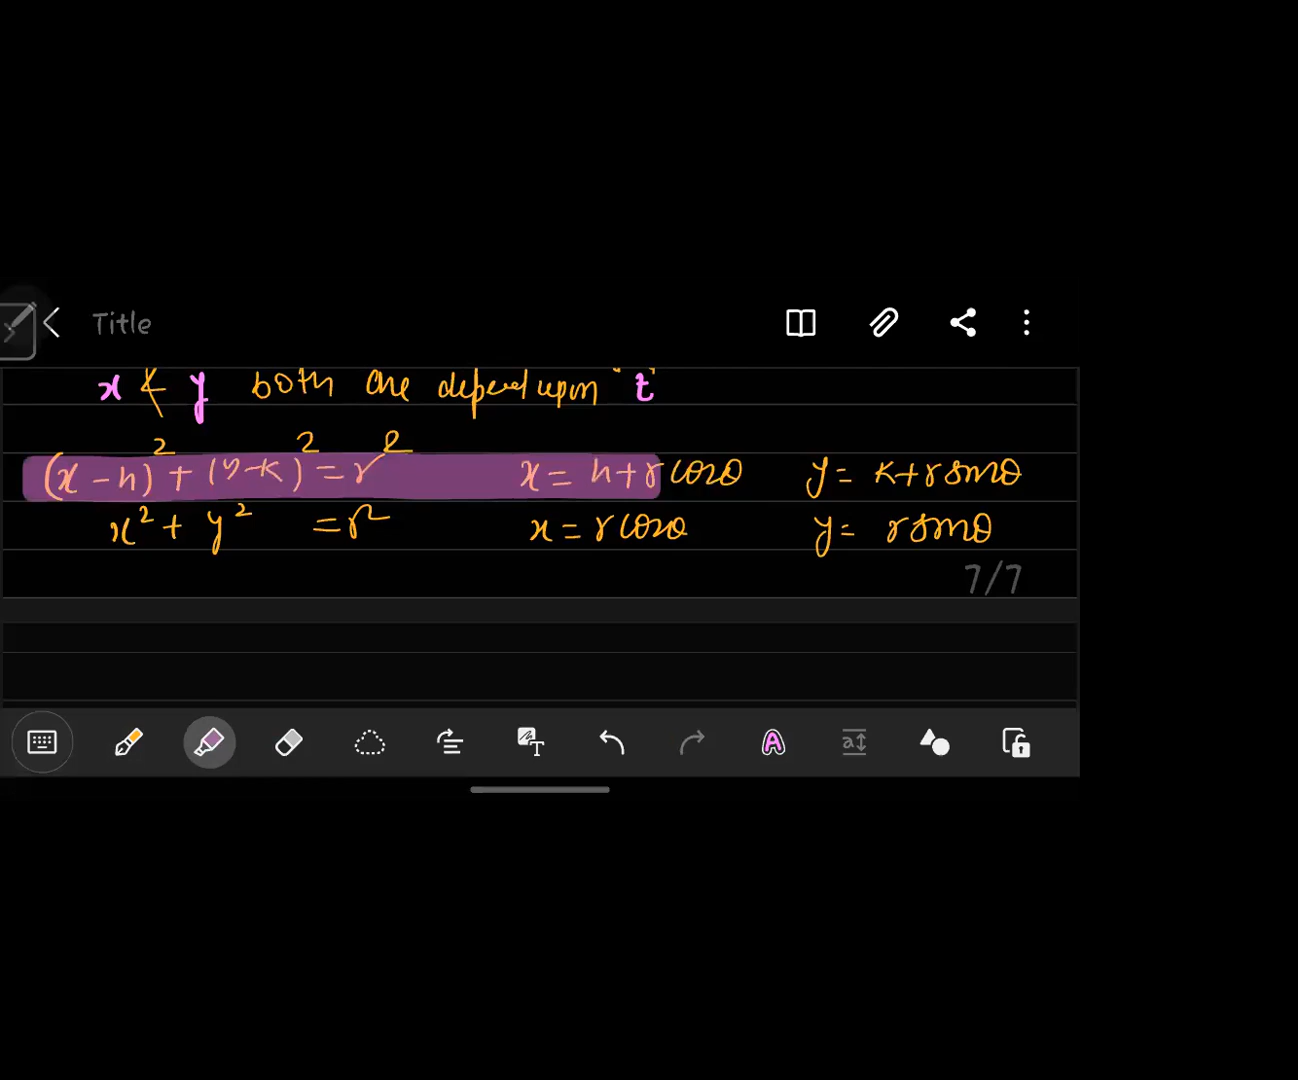 Title
x & y both are depend upon "t"
(x-h)² + (y-k)² = r² x = h+r cosθ y = k+r sinθ
x² + y² = r² x = r cosθ y = r sinθ
7/7
A